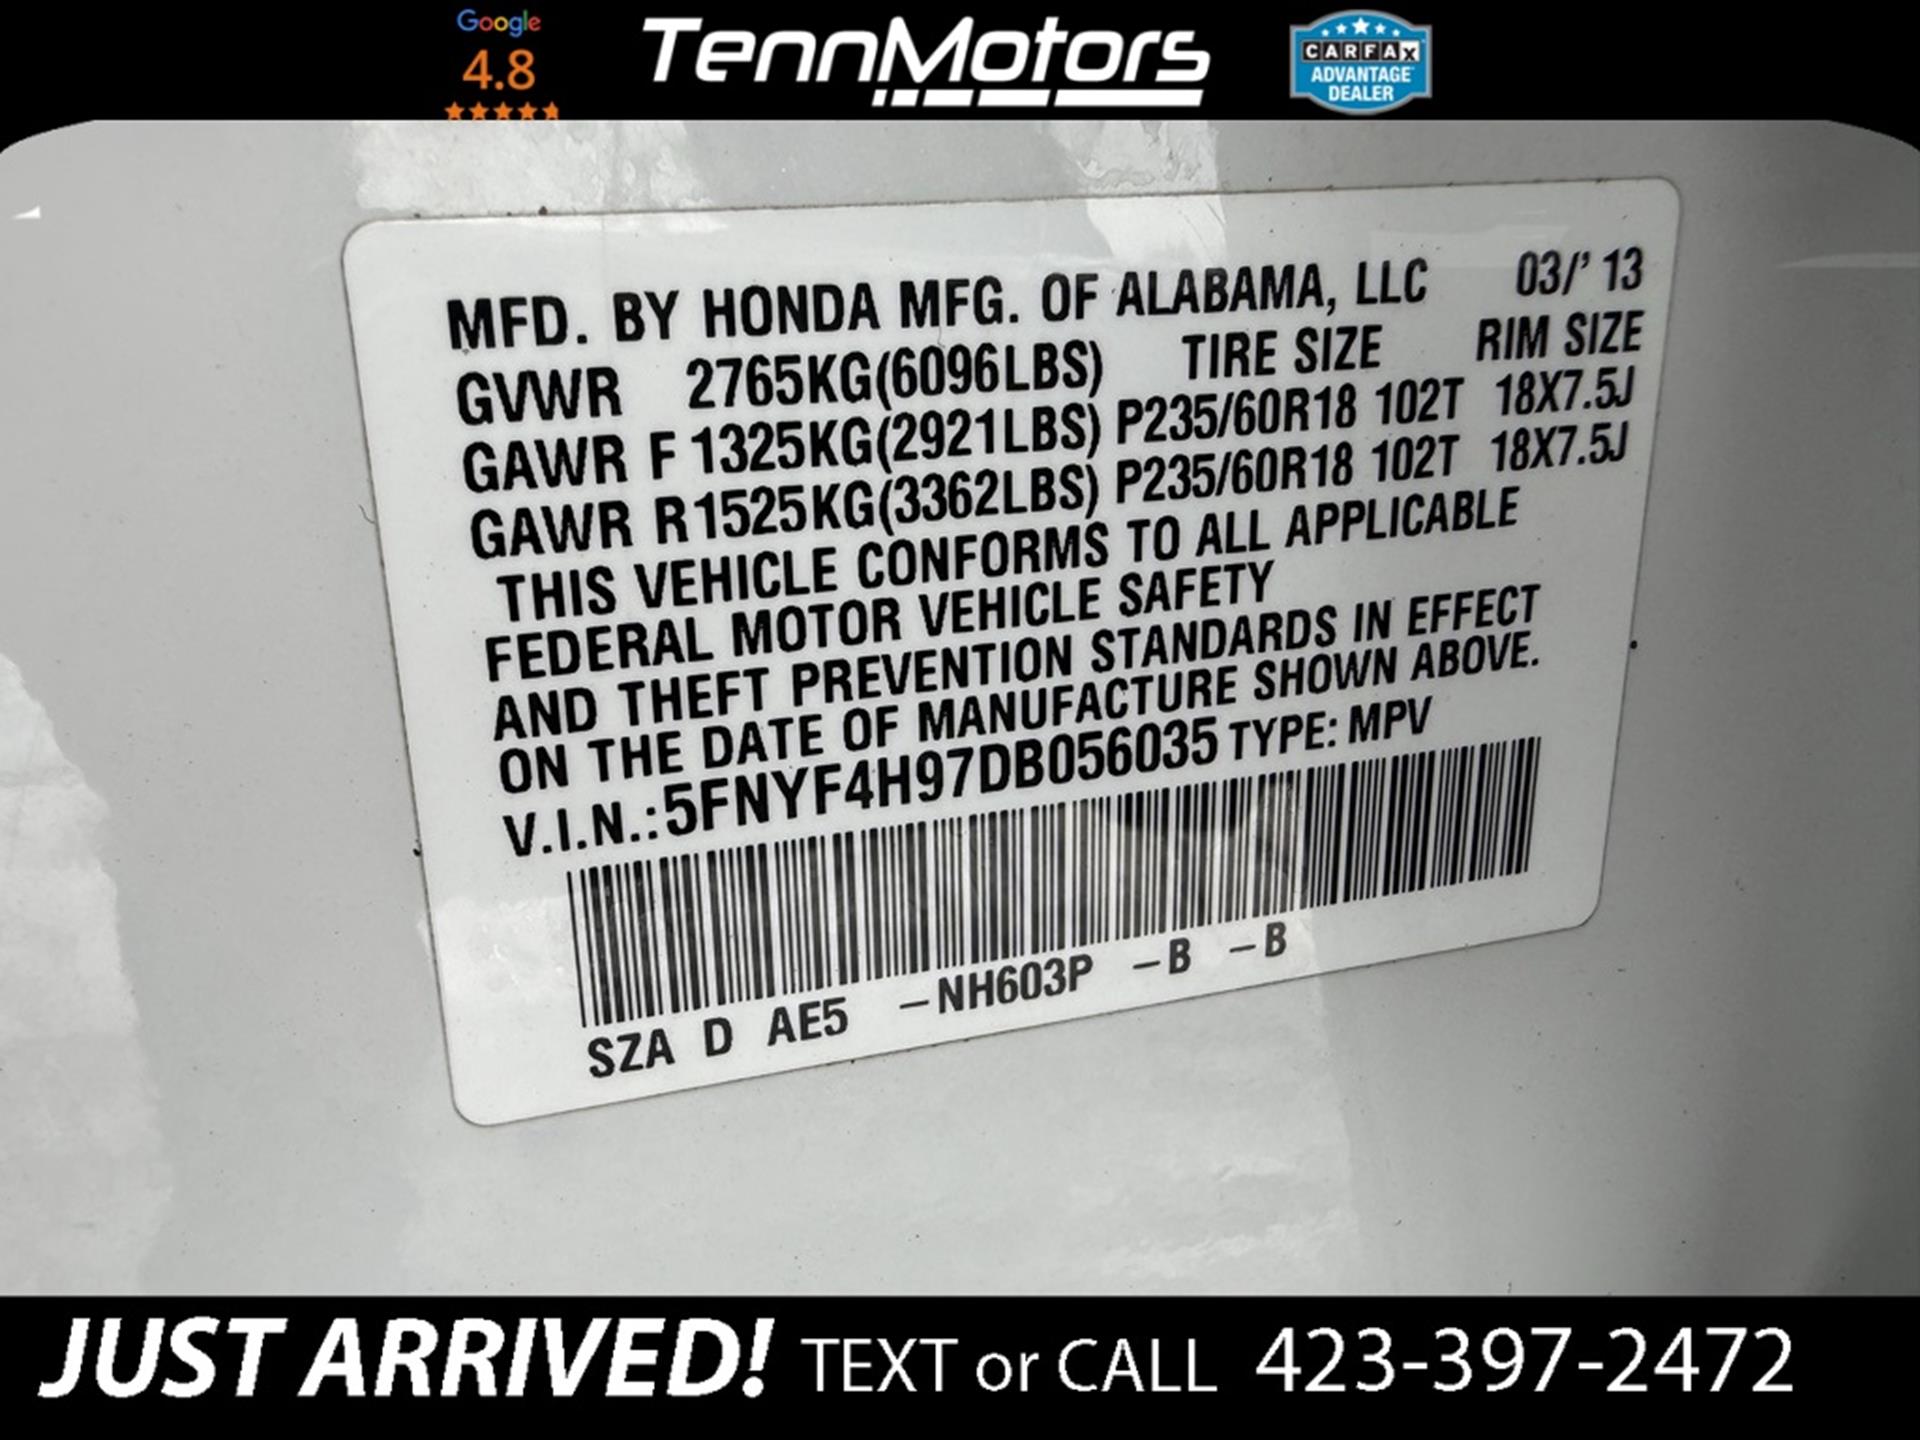 Google
4.8
TennMotors
CARFAX
ADVANTAGE
DEALER
MFD. BY HONDA MFG. OF ALABAMA, LLC 03/' 13
GVWR 2765KG(6096LBS) TIRE SIZE RIM SIZE
GAWR F 1325KG(2921LBS) P235/60R18 102T 18X7.5J
GAWR R 1525KG(3362LBS) P235/60R18 102T 18X7.5J
THIS VEHICLE CONFORMS TO ALL APPLICABLE
FEDERAL MOTOR VEHICLE SAFETY
AND THEFT PREVENTION STANDARDS IN EFFECT
ON THE DATE OF MANUFACTURE SHOWN ABOVE.
V.I.N.: 5FNYF4H97DB056035 TYPE: MPV
SZA D AE5 –NH603P –B –B
JUST ARRIVED! TEXT or CALL 423-397-2472